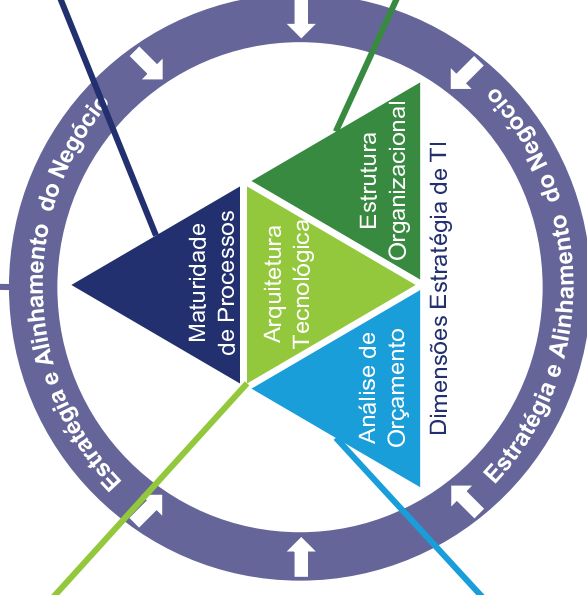 Estratégia e Alinhamento do Negócio
Maturidade
de Processos
Arquitetura
Tecnológica
Análise de
Orçamento
Estrutura
Organizacional
Dimensões Estratégia de TI
Estratégia e Alinhamento do Negócio